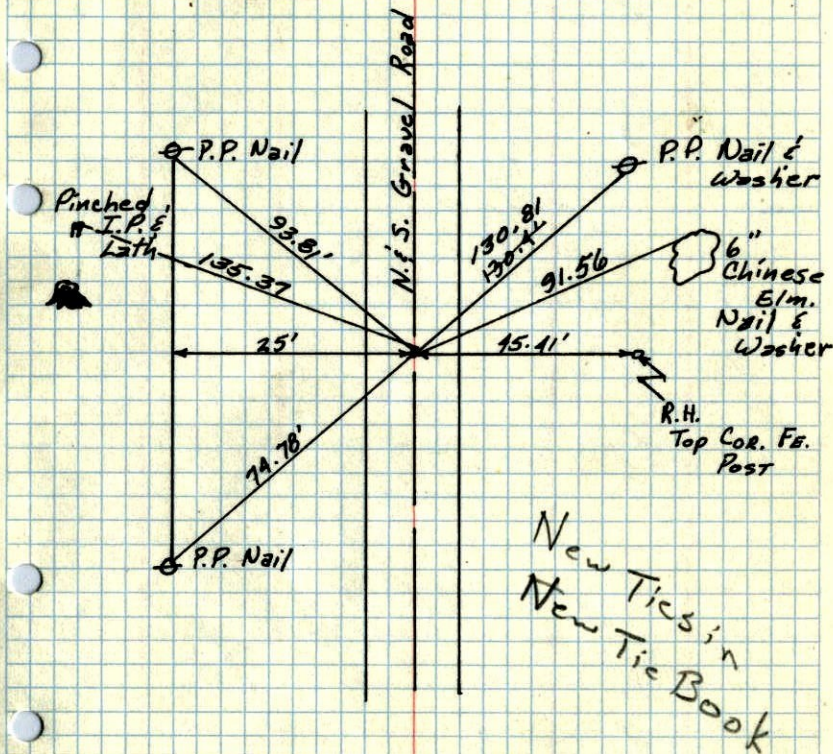 N. & S. Gravel Road
P.P. Nail
P.P. Nail &
Washer
Pinched
I.P. &
Lath
93.81'
135.37
130.81
91.56
6"
Chinese
Elm.
Nail &
Washer
25'
45.41'
R.H.
Top Cor. Fe.
Post
74.78'
P.P. Nail
New Ties in
New Tie Book